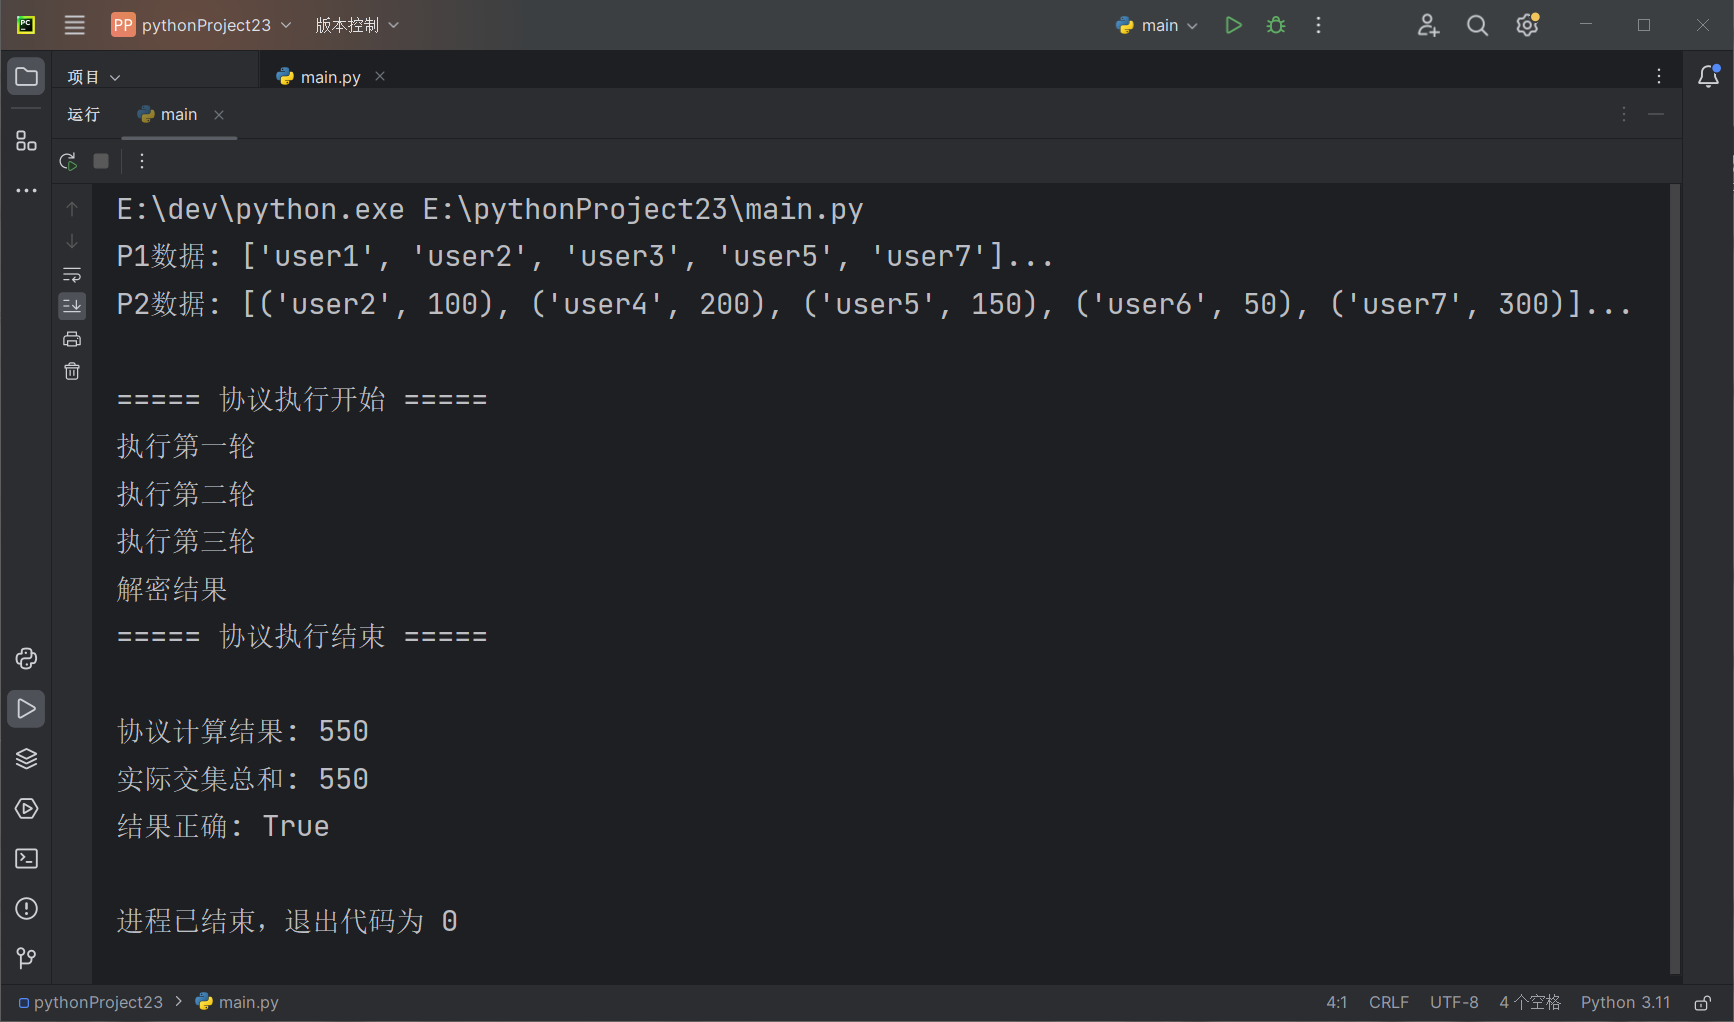 PC
PP pythonProject23 版本控制 main
项目 main.py
运行 main
E:\dev\python.exe E:\pythonProject23\main.py
P1数据: ['user1', 'user2', 'user3', 'user5', 'user7']...
P2数据: [('user2', 100), ('user4', 200), ('user5', 150), ('user6', 50), ('user7', 300)]...
===== 协议执行开始 =====
执行第一轮
执行第二轮
执行第三轮
解密结果
===== 协议执行结束 =====
协议计算结果: 550
实际交集总和: 550
结果正确: True
进程已结束，退出代码为 0
pythonProject23 > main.py 4:1 CRLF UTF-8 4 个空格 Python 3.11